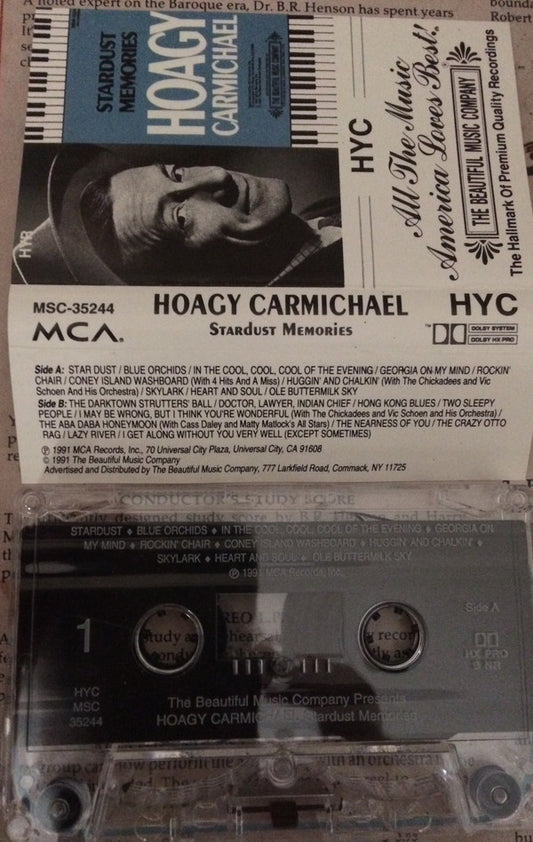 A noted expert on the Baroque era, Dr. B.R. Henson has spent years
STARDUST
MEMORIES
HOAGY
CARMICHAEL
THE BEAUTIFUL MUSIC COMPANY
HYR
HYC
All The Music
America Loves Best!
THE BEAUTIFUL MUSIC COMPANY
The Hallmark Of Premium Quality Recordings
MSC-35244 HOAGY CARMICHAEL HYC
MCA. STARDUST MEMORIES DOLBY SYSTEM
DOLBY HX PRO
Side A: STAR DUST / BLUE ORCHIDS / IN THE COOL, COOL, COOL OF THE EVENING / GEORGIA ON MY MIND / ROCKIN'
CHAIR / CONEY ISLAND WASHBOARD (With 4 Hits And A Miss) / HUGGIN' AND CHALKIN' (With The Chickadees and Vic
Schoen And His Orchestra) / SKYLARK / HEART AND SOUL / OLE BUTTERMILK SKY
Side B: THE DARKTOWN STRUTTERS' BALL / DOCTOR, LAWYER, INDIAN CHIEF / HONG KONG BLUES / TWO SLEEPY
PEOPLE / I MAY BE WRONG, BUT I THINK YOU'RE WONDERFUL (With The Chickadees and Vic Schoen and His Orchestra) /
THE ABA DABA HONEYMOON (With Cass Daley and Matty Matlock's All Stars) / THE NEARNESS OF YOU / THE CRAZY OTTO
RAG / LAZY RIVER / I GET ALONG WITHOUT YOU VERY WELL (EXCEPT SOMETIMES)
℗ 1991 MCA Records, Inc., 70 Universal City Plaza, Universal City, CA 91608
© 1991 The Beautiful Music Company
Advertised and Distributed by The Beautiful Music Company, 777 Larkfield Road, Commack, NY 11725
CONDUCTOR'S STUDY SCORE
STARDUST ♦ BLUE ORCHIDS ♦ IN THE COOL, COOL, COOL OF THE EVENING ♦ GEORGIA ON
MY MIND ♦ ROCKIN' CHAIR ♦ CONEY ISLAND WASHBOARD ♦ HUGGIN' AND CHALKIN' ♦
SKYLARK ♦ HEART AND SOUL ♦ OLE BUTTERMILK SKY
℗ 1991 MCA Records, Inc.
Side A
1
HX PRO
B NR
HYC
MSC
35244
The Beautiful Music Company Presents
HOAGY CARMICHAEL Stardust Memories